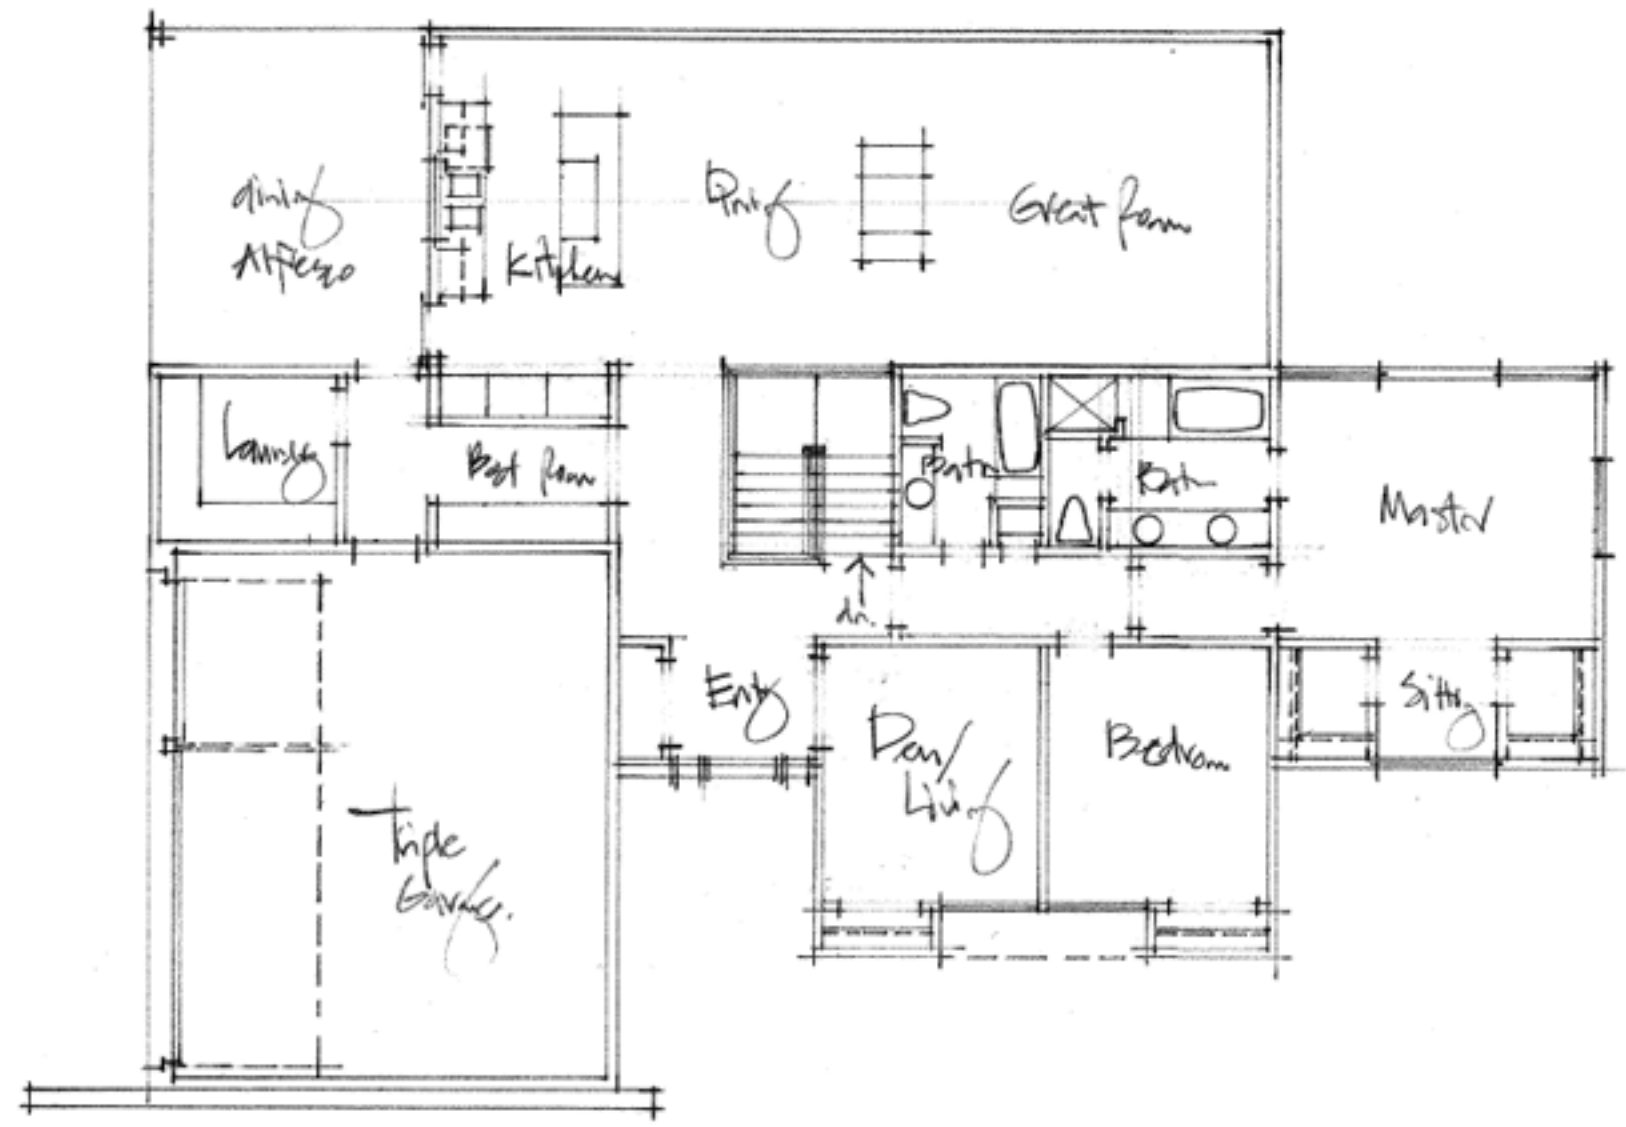 dining
Alfresco
Kitchen
Dining
Great Room
Laundry
Boot Room
Bath
Bath
Master
dn.
Entry
Den/
Living
Bedroom
Sitting
Triple
Garage.